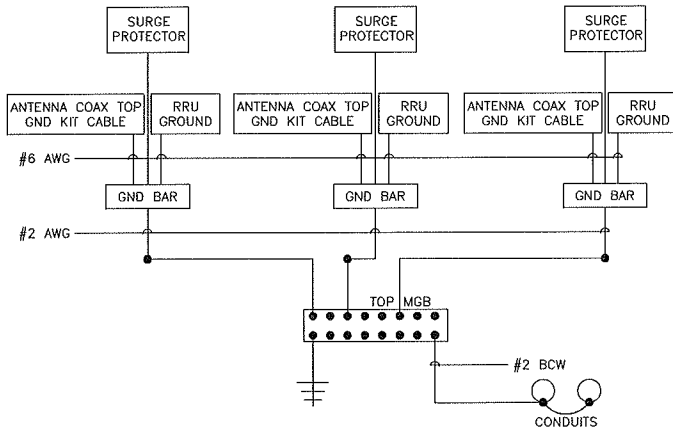 SURGE
PROTECTOR
SURGE
PROTECTOR
SURGE
PROTECTOR
ANTENNA COAX TOP
GND KIT CABLE
RRU
GROUND
ANTENNA COAX TOP
GND KIT CABLE
RRU
GROUND
ANTENNA COAX TOP
GND KIT CABLE
RRU
GROUND
#6 AWG
GND BAR
GND BAR
GND BAR
#2 AWG
TOP MGB
#2 BCW
CONDUITS